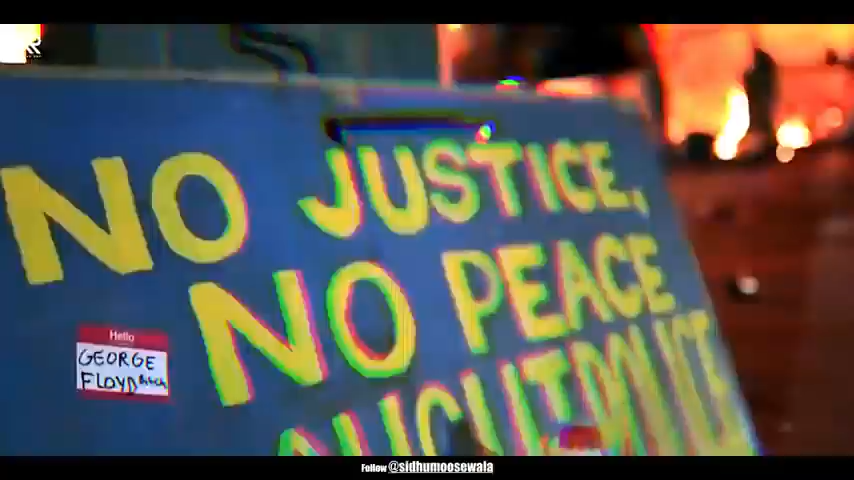 NO JUSTICE,
NO PEACE
Hello
GEORGE
FLOYD
Follow @sidhumoosewala